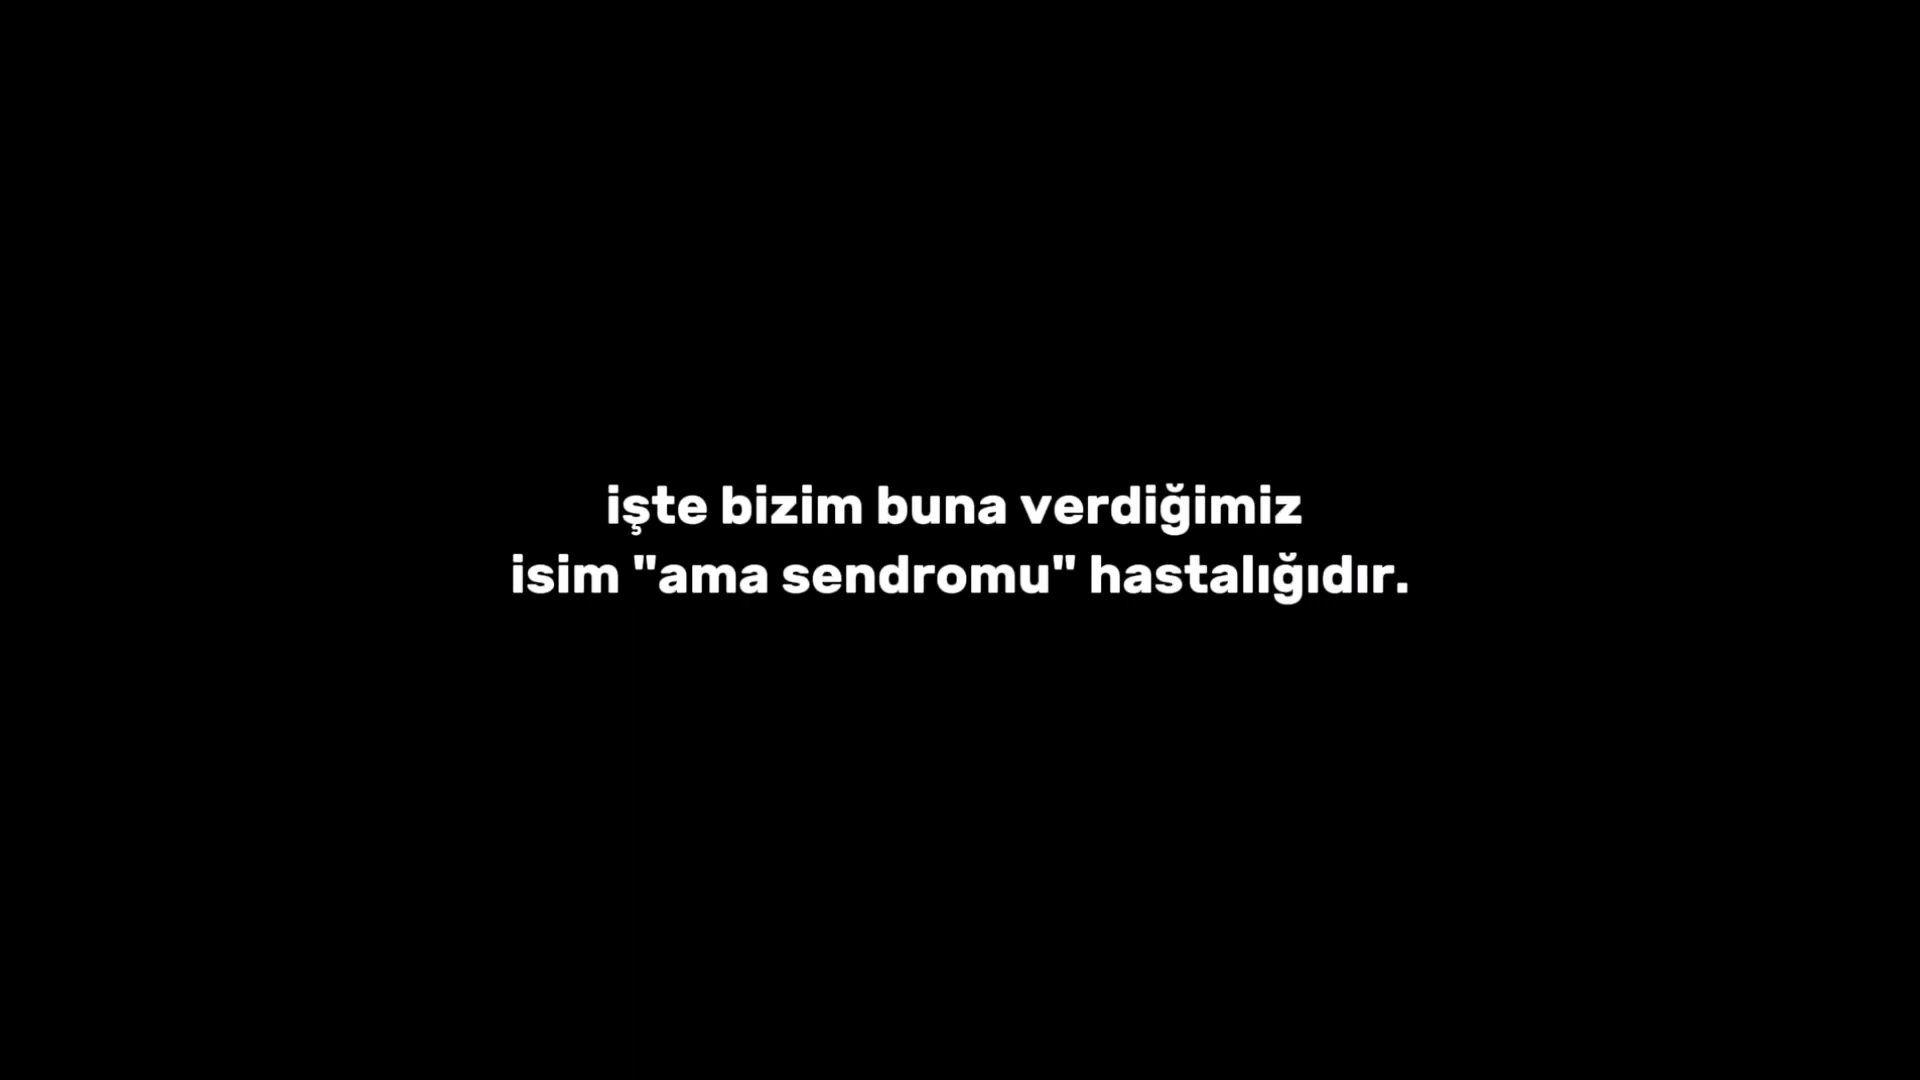 işte bizim buna verdiğimiz
isim "ama sendromu" hastalığıdır.